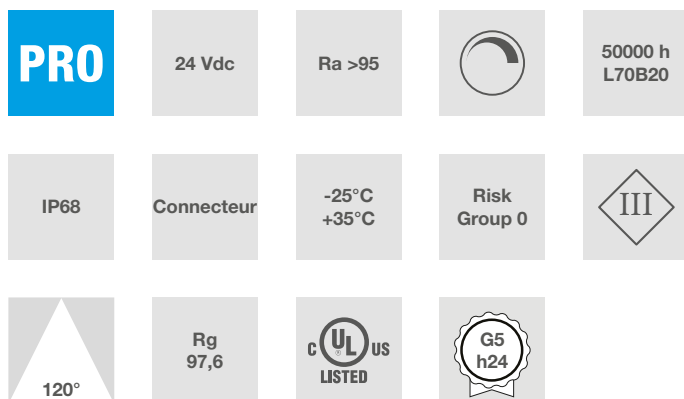 PRO
24 Vdc
Ra >95
50000 h
L70B20
IP68
Connecteur
-25°C
+35°C
Risk
Group 0
III
120°
Rg
97,6
C UL US
®
LISTED
G5
h24